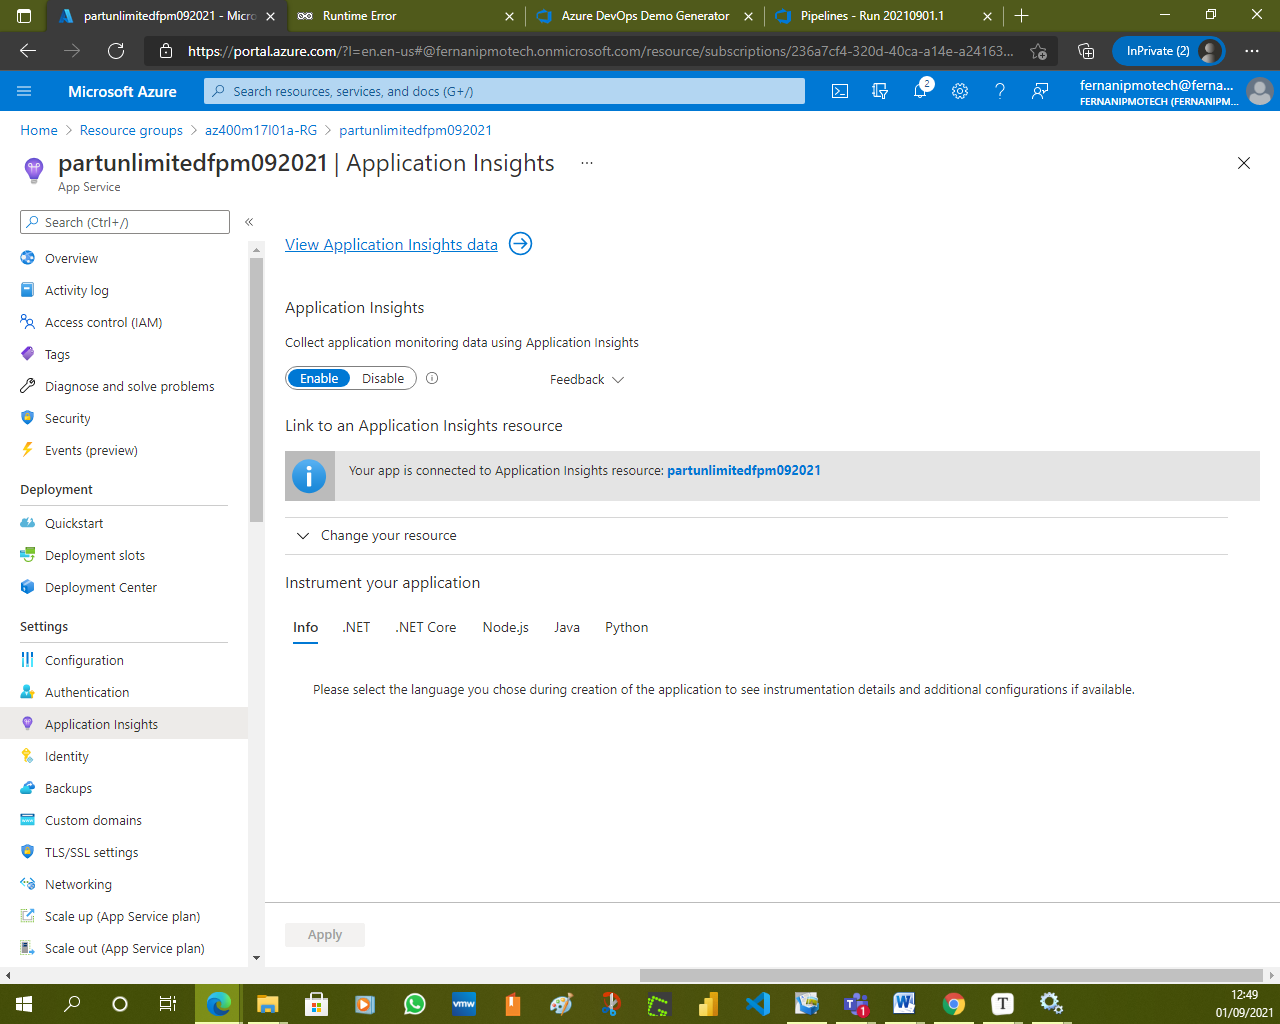 partunlimitedfpm092021 - Micro
Runtime Error
Azure DevOps Demo Generator
Pipelines - Run 20210901.1
https://portal.azure.com/?l=en.en-us#@fernanipmotech.onmicrosoft.com/resource/subscriptions/236a7cf4-320d-40ca-a14e-a24163...
InPrivate (2)
Microsoft Azure
Search resources, services, and docs (G+/)
2
fernanipmotech@ferna...
FERNANIPMOTECH (FERNANIPM...
Home > Resource groups > az400m17l01a-RG > partunlimitedfpm092021
partunlimitedfpm092021 | Application Insights ...
App Service
Search (Ctrl+/)
Overview
Activity log
Access control (IAM)
Tags
Diagnose and solve problems
Security
Events (preview)
Deployment
Quickstart
Deployment slots
Deployment Center
Settings
Configuration
Authentication
Application Insights
Identity
Backups
Custom domains
TLS/SSL settings
Networking
Scale up (App Service plan)
Scale out (App Service plan)
View Application Insights data
Application Insights
Collect application monitoring data using Application Insights
Enable Disable
Feedback
Link to an Application Insights resource
Your app is connected to Application Insights resource: partunlimitedfpm092021
Change your resource
Instrument your application
Info .NET .NET Core Node.js Java Python
Please select the language you chose during creation of the application to see instrumentation details and additional configurations if available.
Apply
vmw
1
W
T
12:49
01/09/2021